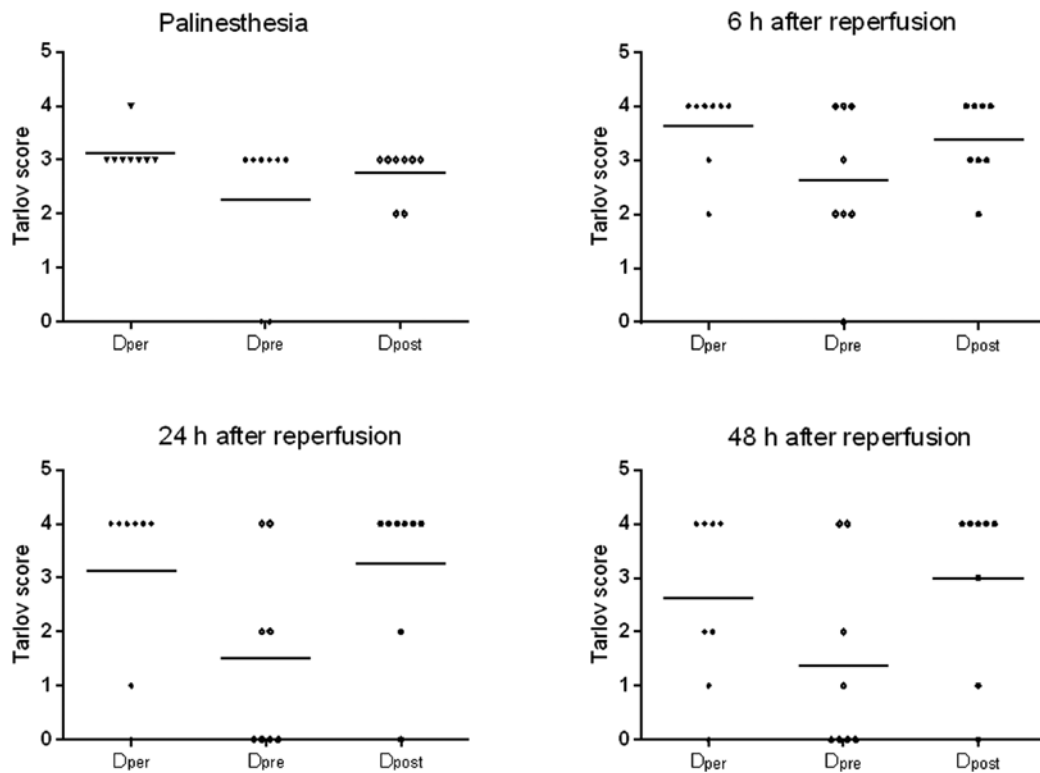 Palinesthesia
Tarlov score
5
4
3
2
1
0
Dper
Dpre
Dpost
6 h after reperfusion
Tarlov score
5
4
3
2
1
0
Dper
Dpre
Dpost
24 h after reperfusion
Tarlov score
5
4
3
2
1
0
Dper
Dpre
Dpost
48 h after reperfusion
Tarlov score
5
4
3
2
1
0
Dper
Dpre
Dpost